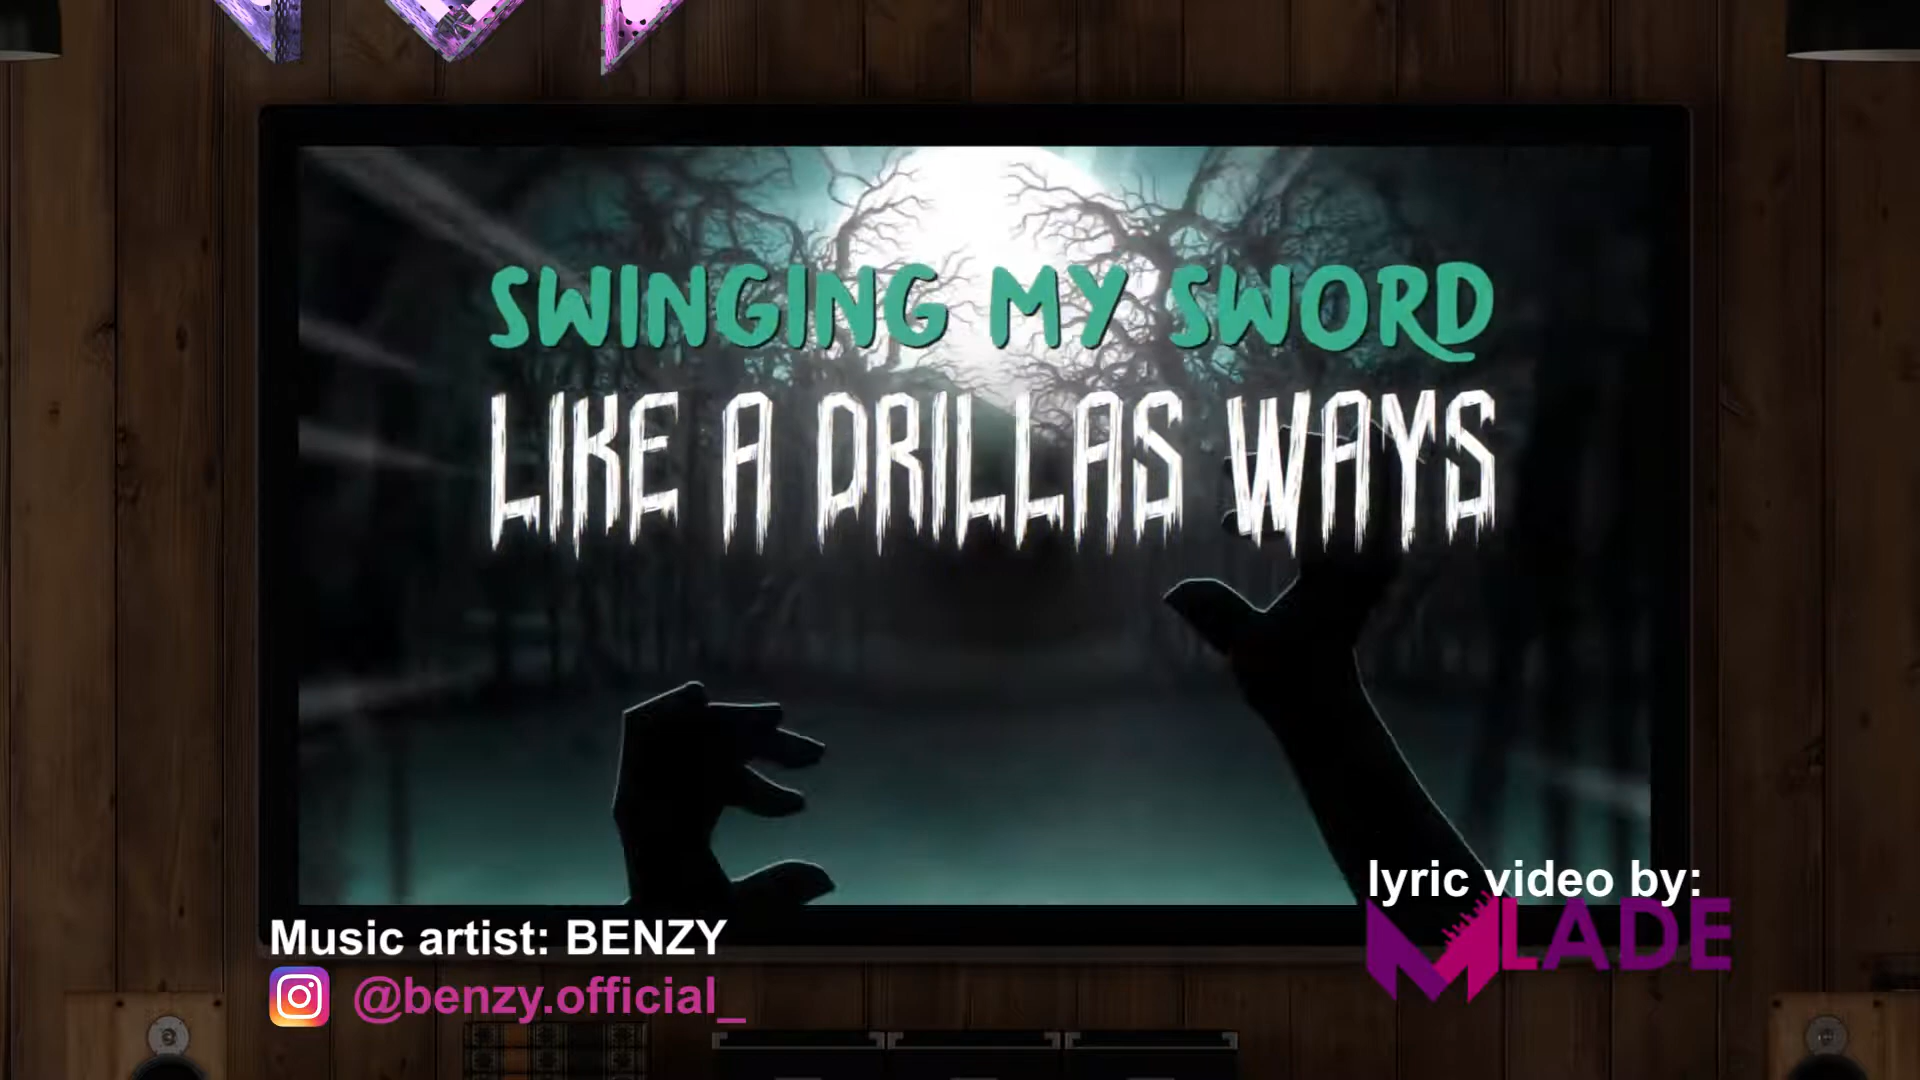 SWINGING MY SWORD
LIKE A DRILLAS WAYS
lyric video by:
MLADE
Music artist: BENZY
@benzy.official_